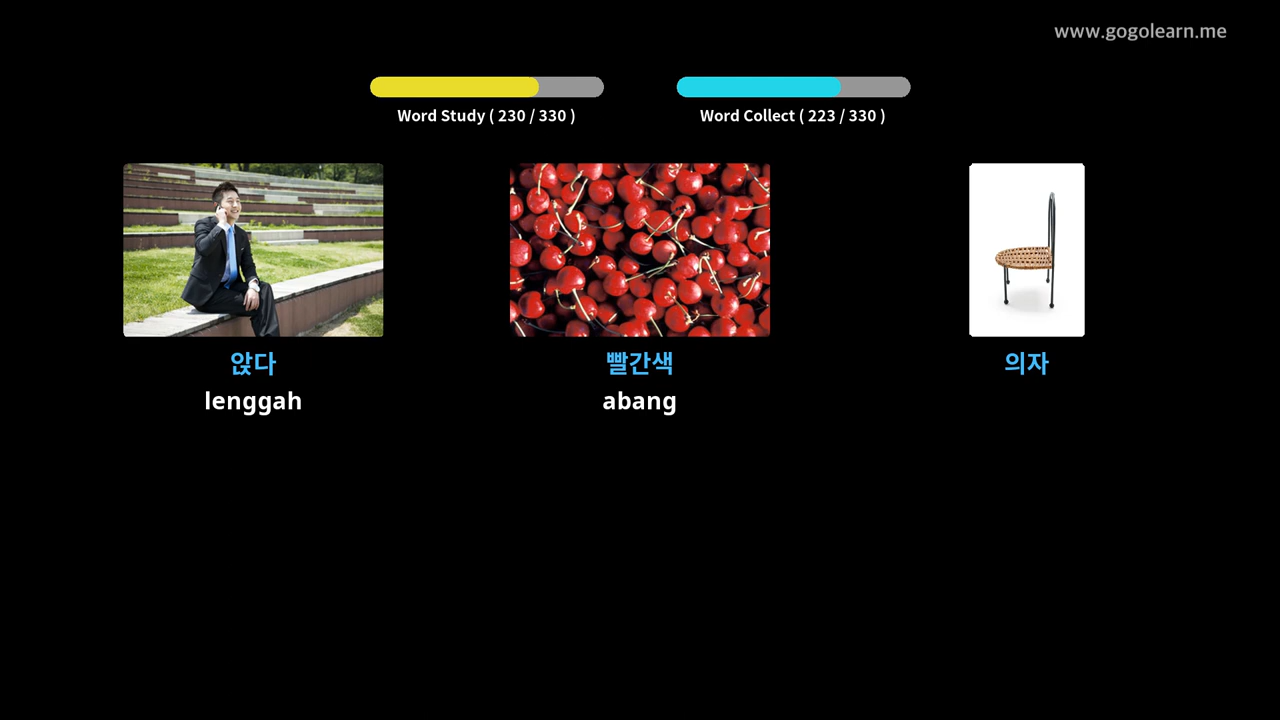 www.gogolearn.me
Word Study ( 230 / 330 )
Word Collect ( 223 / 330 )
앉다
lenggah
빨간색
abang
의자